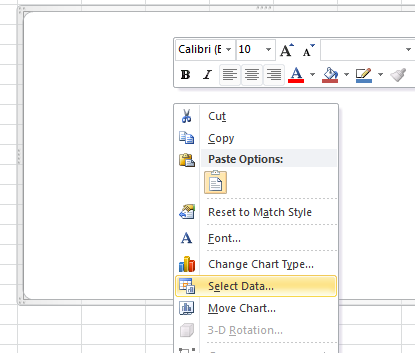 Calibri (E 10 A A
B I A
Cut
Copy
Paste Options:
Reset to Match Style
A Font...
Change Chart Type...
Select Data...
Move Chart...
3-D Rotation...